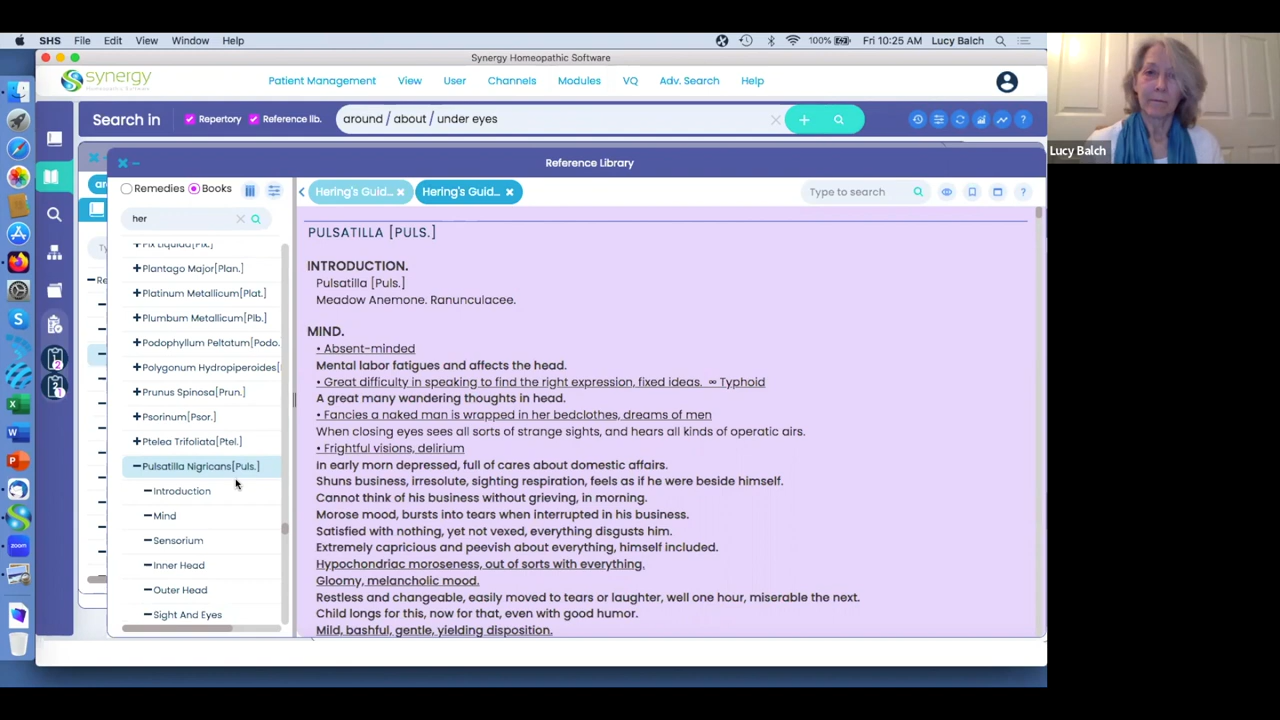 SHS File Edit View Window Help
100% Fri 10:25 AM Lucy Balch
Synergy Homeopathic Software
synergy
Patient Management View User Channels Modules VQ Adv. Search Help
Search in Repertory Reference lib. around / about / under eyes
Reference Library
Remedies Books
Hering's Guid... Hering's Guid... Type to search
her
Pix Liquida[Pix.]
Plantago Major[Plan.]
Platinum Metallicum[Plat.]
Plumbum Metallicum[Plb.]
Podophyllum Peltatum[Podo.
Polygonum Hydropiperoides[
Prunus Spinosa[Prun.]
Psorinum[Psor.]
Ptelea Trifoliata[Ptel.]
Pulsatilla Nigricans[Puls.]
Introduction
Mind
Sensorium
Inner Head
Outer Head
Sight And Eyes
PULSATILLA [PULS.]
INTRODUCTION.
Pulsatilla [Puls.]
Meadow Anemone. Ranunculacee.
MIND.
• Absent-minded
Mental labor fatigues and affects the head.
• Great difficulty in speaking to find the right expression, fixed ideas. ∞ Typhoid
A great many wandering thoughts in head.
• Fancies a naked man is wrapped in her bedclothes, dreams of men
When closing eyes sees all sorts of strange sights, and hears all kinds of operatic airs.
• Frightful visions, delirium
In early morn depressed, full of cares about domestic affairs.
Shuns business, irresolute, sighting respiration, feels as if he were beside himself.
Cannot think of his business without grieving, in morning.
Morose mood, bursts into tears when interrupted in his business.
Satisfied with nothing, yet not vexed, everything disgusts him.
Extremely capricious and peevish about everything, himself included.
Hypochondriac moroseness, out of sorts with everything.
Gloomy, melancholic mood.
Restless and changeable, easily moved to tears or laughter, well one hour, miserable the next.
Child longs for this, now for that, even with good humor.
Mild, bashful, gentle, yielding disposition.
Lucy Balch
zoom